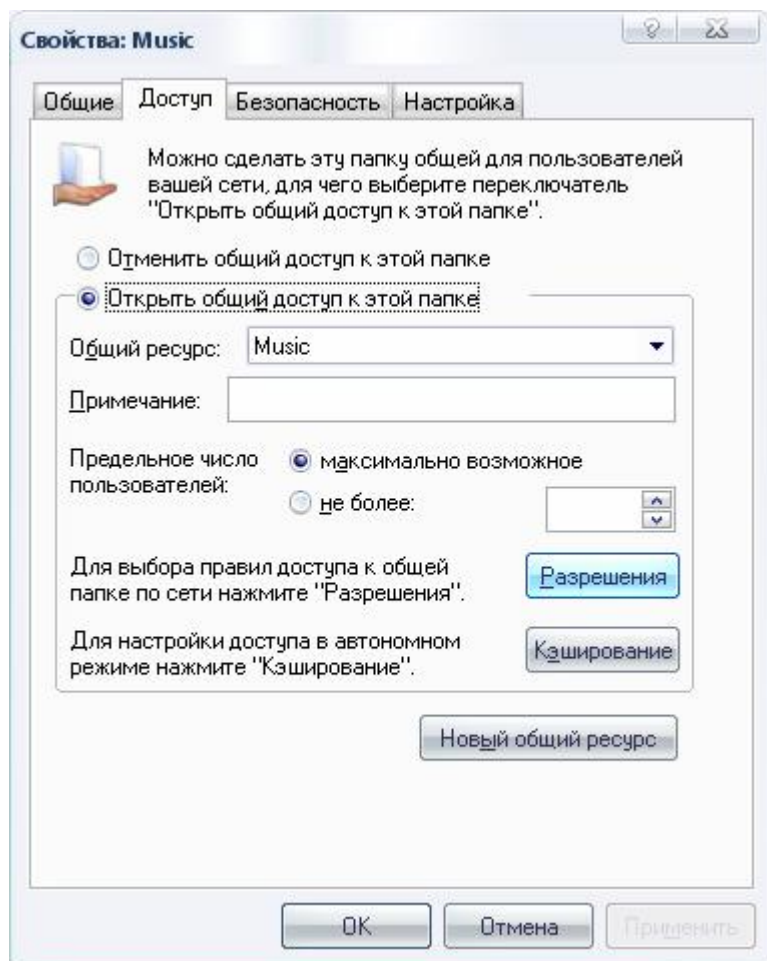 Свойства: Music
Общие Доступ Безопасность Настройка
Можно сделать эту папку общей для пользователей
вашей сети, для чего выберите переключатель
"Открыть общий доступ к этой папке".
Отменить общий доступ к этой папке
Открыть общий доступ к этой папке
Общий ресурс: Music
Примечание:
Предельное число
пользователей:
максимально возможное
не более:
Для выбора правил доступа к общей
папке по сети нажмите "Разрешения".
Разрешения
Для настройки доступа в автономном
режиме нажмите "Кэширование".
Кэширование
Новый общий ресурс
OK Отмена Применить